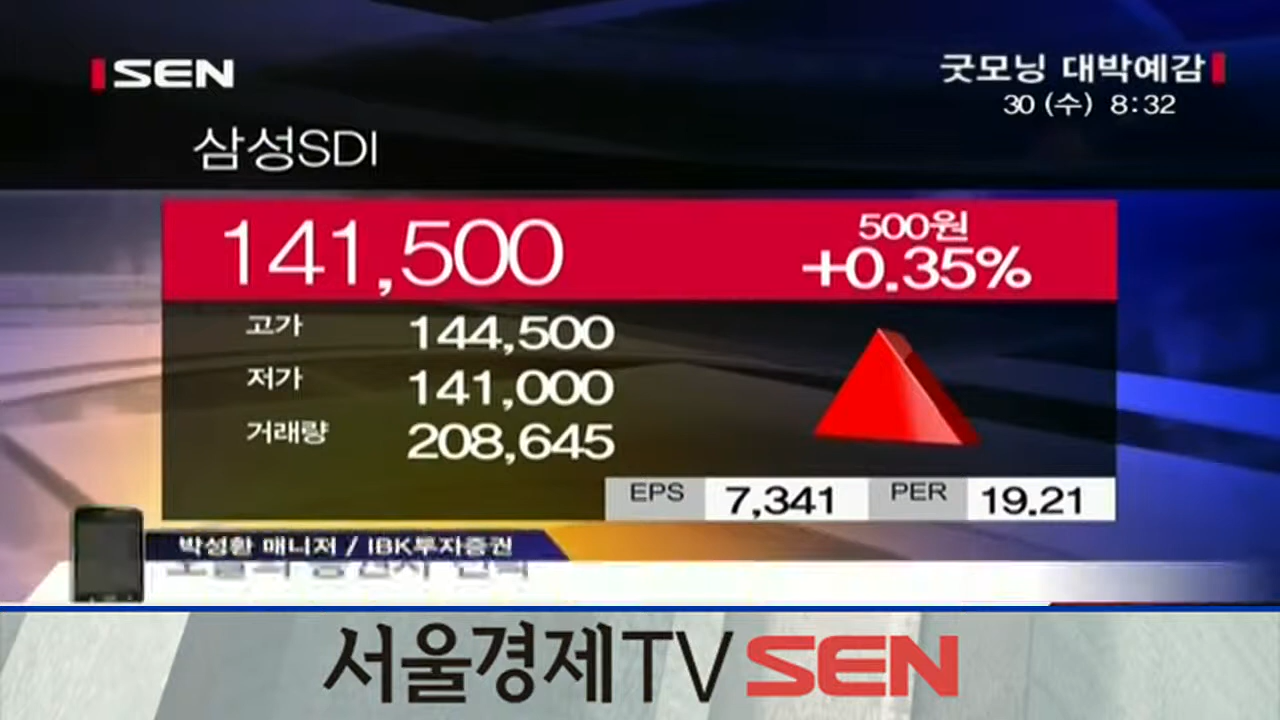 SEN
굿모닝 대박예감
30 (수) 8:32
삼성SDI
141,500
500원
+0.35%
고가 144,500
저가 141,000
거래량 208,645
EPS 7,341 PER 19.21
박성환 매니저 / IBK투자증권
서울경제TV SEN